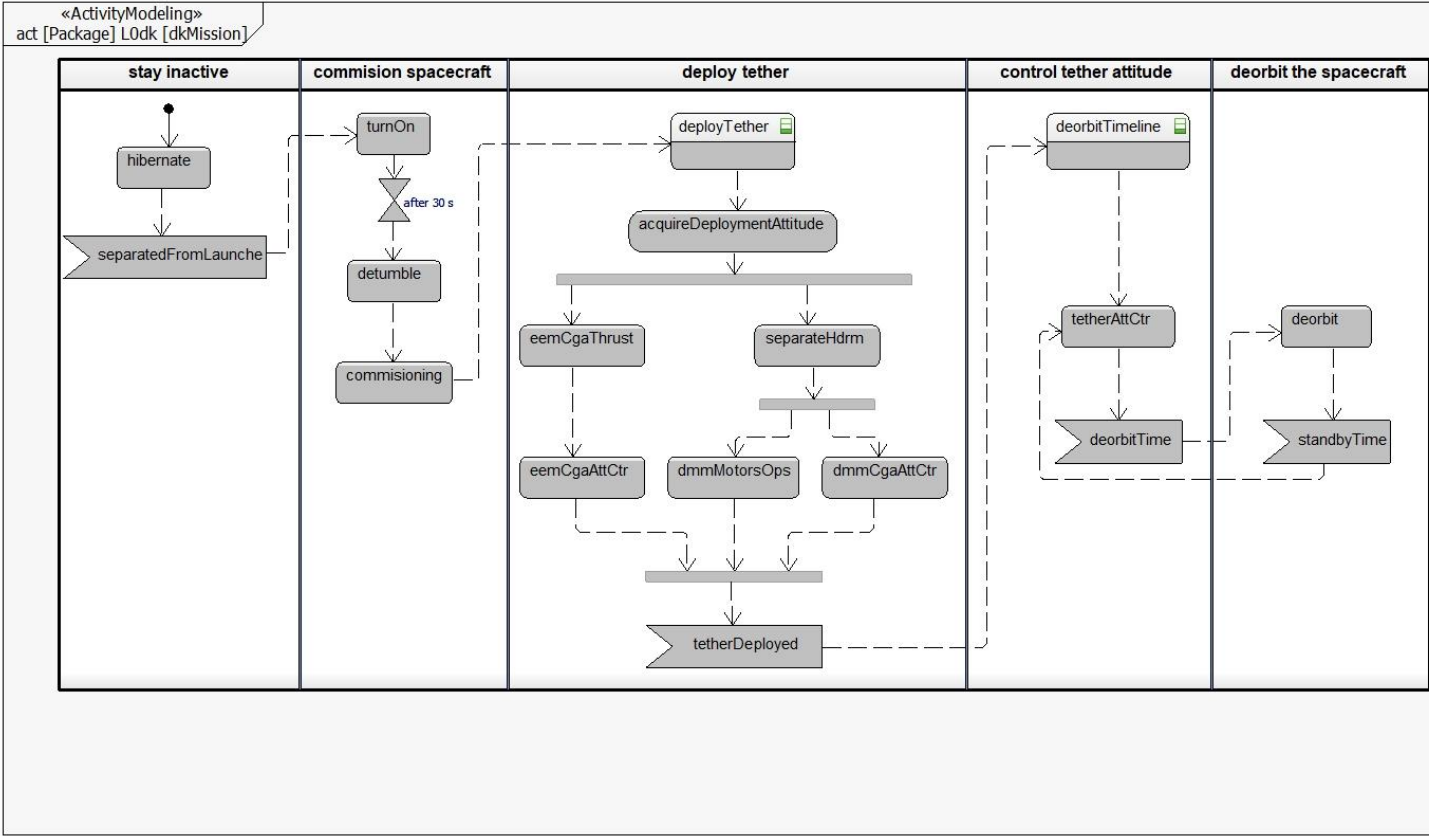 «ActivityModeling»
act [Package] L0dk [dkMission]
stay inactive
commision spacecraft
deploy tether
control tether attitude
deorbit the spacecraft
hibernate
separatedFromLaunche
turnOn
after 30 s
detumble
commisioning
deployTether
acquireDeploymentAttitude
eemCgaThrust
separateHdrm
eemCgaAttCtr
dmmMotorsOps
dmmCgaAttCtr
tetherDeployed
deorbitTimeline
tetherAttCtr
deorbitTime
deorbit
standbyTime